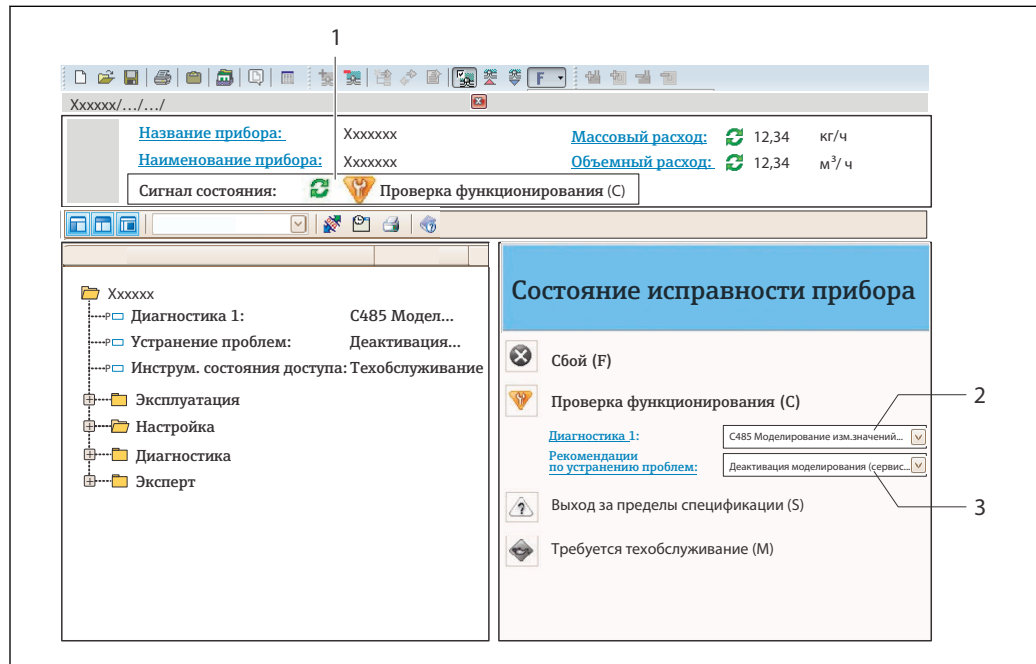 1
F
Xxxxxx/.../.../
Название прибора: Xxxxxxx Массовый расход: 12,34 кг/ч
Наименование прибора: Xxxxxxx Объемный расход: 12,34 м³/ ч
Сигнал состояния: Проверка функционирования (C)
Xxxxxx
P Диагностика 1: C485 Модел...
P Устранение проблем: Деактивация...
P Инструм. состояния доступа: Техобслуживание
Эксплуатация
Настройка
Диагностика
Эксперт
Состояние исправности прибора
Сбой (F)
Проверка функционирования (C)
2
Диагностика 1: C485 Моделирование изм.значений...
Рекомендации
по устранению проблем: Деактивация моделирования (сервис...
3
Выход за пределы спецификации (S)
Требуется техобслуживание (M)